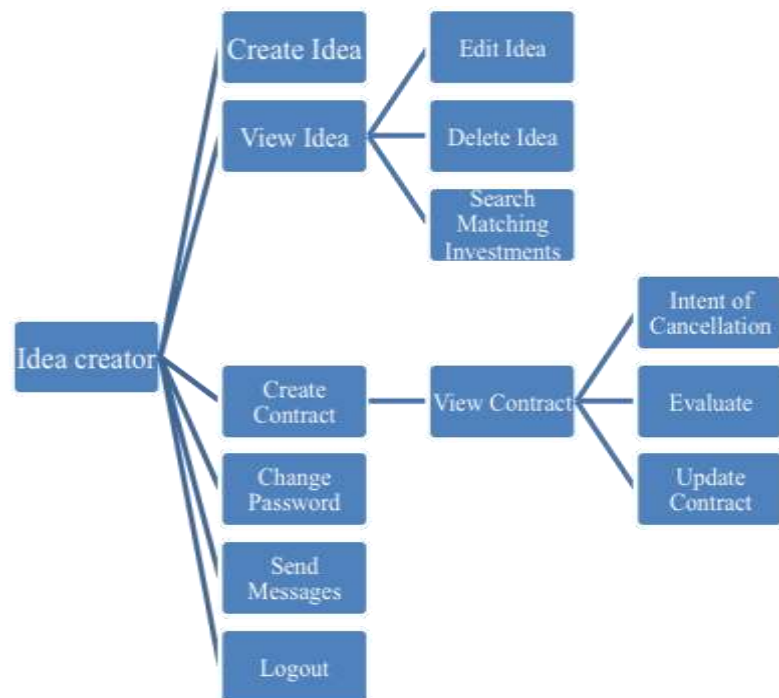 Create Idea
Edit Idea
View Idea
Delete Idea
Search
Matching
Investments
Idea creator
Intent of
Cancellation
Create
Contract
View Contract
Evaluate
Change
Password
Update
Contract
Send
Messages
Logout